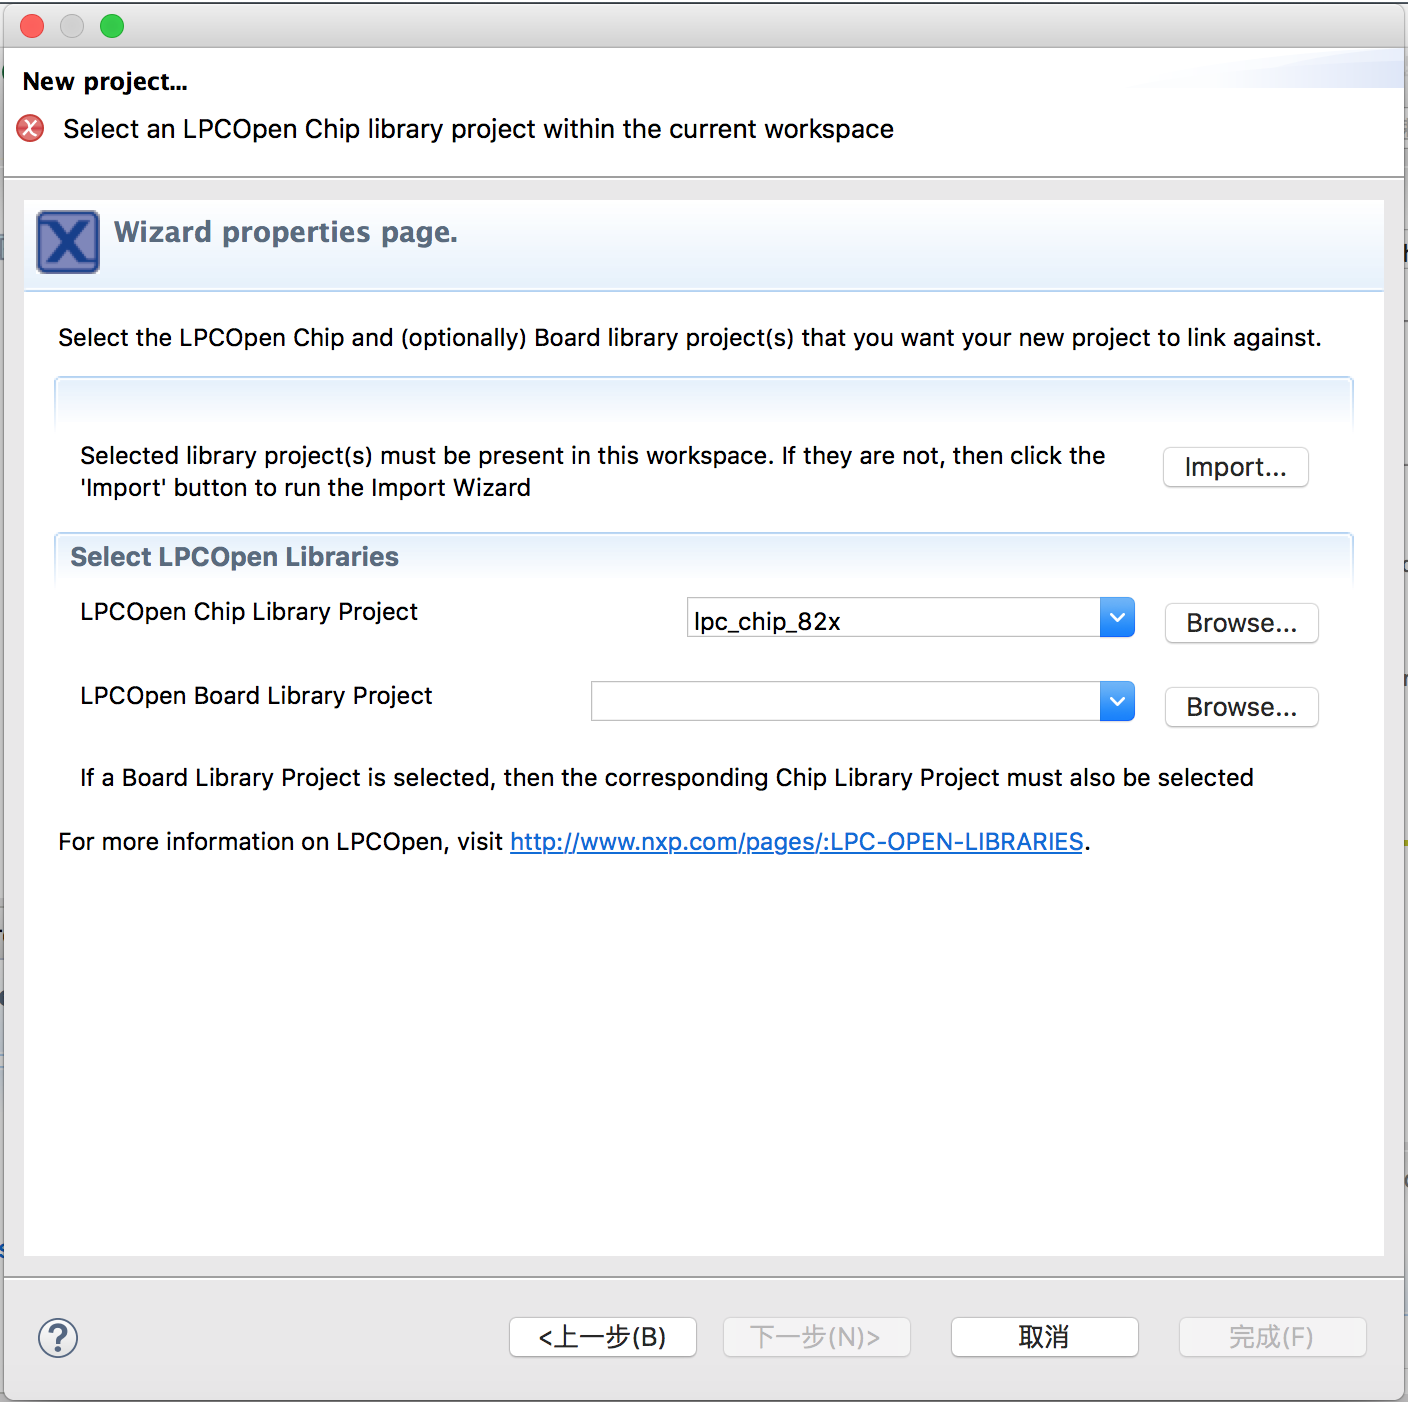 New project...
Select an LPCOpen Chip library project within the current workspace
Wizard properties page.
Select the LPCOpen Chip and (optionally) Board library project(s) that you want your new project to link against.
Selected library project(s) must be present in this workspace. If they are not, then click the
'Import' button to run the Import Wizard
Import...
Select LPCOpen Libraries
LPCOpen Chip Library Project
lpc_chip_82x
Browse...
LPCOpen Board Library Project
Browse...
If a Board Library Project is selected, then the corresponding Chip Library Project must also be selected
For more information on LPCOpen, visit http://www.nxp.com/pages/:LPC-OPEN-LIBRARIES.
<上一步(B)
下一步(N)>
取消
完成(F)